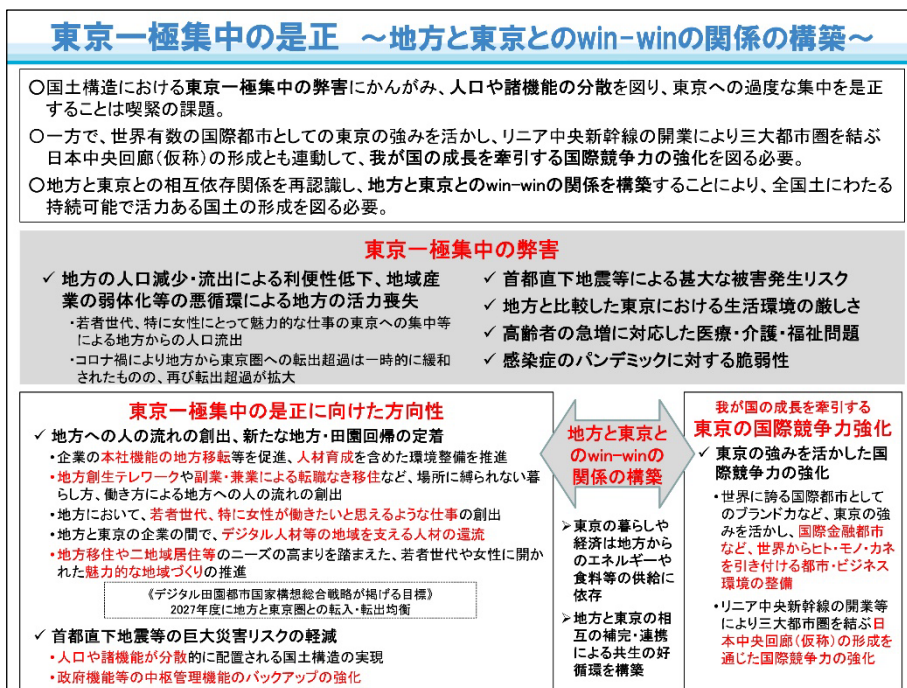 東京一極集中の是正 ～地方と東京とのwin-winの関係の構築～
○国土構造における東京一極集中の弊害にかんがみ、人口や諸機能の分散を図り、東京への過度な集中を是正
することは喫緊の課題。
○一方で、世界有数の国際都市としての東京の強みを活かし、リニア中央新幹線の開業により三大都市圏を結ぶ
日本中央回廊(仮称)の形成とも連動して、我が国の成長を牽引する国際競争力の強化を図る必要。
○地方と東京との相互依存関係を再認識し、地方と東京とのwin-winの関係を構築することにより、全国土にわたる
持続可能で活力ある国土の形成を図る必要。
東京一極集中の弊害
✓ 地方の人口減少・流出による利便性低下、地域産
業の弱体化等の悪循環による地方の活力喪失
・若者世代、特に女性にとって魅力的な仕事の東京への集中等
による地方からの人口流出
・コロナ禍により地方から東京圏への転出超過は一時的に緩和
されたものの、再び転出超過が拡大
✓ 首都直下地震等による甚大な被害発生リスク
✓ 地方と比較した東京における生活環境の厳しさ
✓ 高齢者の急増に対応した医療・介護・福祉問題
✓ 感染症のパンデミックに対する脆弱性
東京一極集中の是正に向けた方向性
✓ 地方への人の流れの創出、新たな地方・田園回帰の定着
・企業の本社機能の地方移転等を促進、人材育成を含めた環境整備を推進
・地方創生テレワークや副業・兼業による転職なき移住など、場所に縛られない暮
らし方、働き方による地方への人の流れの創出
・地方において、若者世代、特に女性が働きたいと思えるような仕事の創出
・地方と東京の企業の間で、デジタル人材等の地域を支える人材の還流
・地方移住や二地域居住等のニーズの高まりを踏まえた、若者世代や女性に開か
れた魅力的な地域づくりの推進
《デジタル田園都市国家構想総合戦略が掲げる目標》
2027年度に地方と東京圏との転入・転出均衡
✓ 首都直下地震等の巨大災害リスクの軽減
・人口や諸機能が分散的に配置される国土構造の実現
・政府機能等の中枢管理機能のバックアップの強化
地方と東京と
のwin-winの
関係の構築
➢東京の暮らしや
経済は地方から
のエネルギーや
食料等の供給に
依存
➢地方と東京の相
互の補完・連携
による共生の好
循環を構築
我が国の成長を牽引する
東京の国際競争力強化
✓ 東京の強みを活かした国
際競争力の強化
・世界に誇る国際都市として
のブランド力など、東京の強
みを活かし、国際金融都市
など、世界からヒト・モノ・カネ
を引き付ける都市・ビジネス
環境の整備
・リニア中央新幹線の開業等
により三大都市圏を結ぶ日
本中央回廊(仮称)の形成を
通じた国際競争力の強化